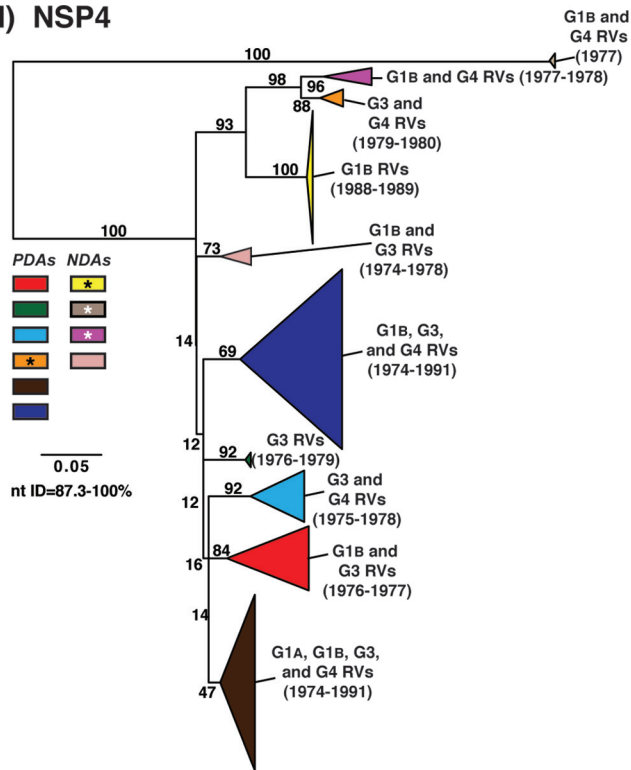 ) NSP4
G1B and
G4 RVs
(1977)
100
98
96
G1B and G4 RVs (1977-1978)
88
G3 and
G4 RVs
(1979-1980)
93
100
G1B RVs
(1988-1989)
100
73
G1B and
G3 RVs
(1974-1978)
PDAs NDAs
*
*
*
*
14
69
G1B, G3,
and G4 RVs
(1974-1991)
12
92
G3 RVs
(1976-1979)
0.05
nt ID=87.3-100%
12
92
G3 and
G4 RVs
(1975-1978)
16
84
G1B and
G3 RVs
(1976-1977)
14
47
G1A, G1B, G3,
and G4 RVs
(1974-1991)